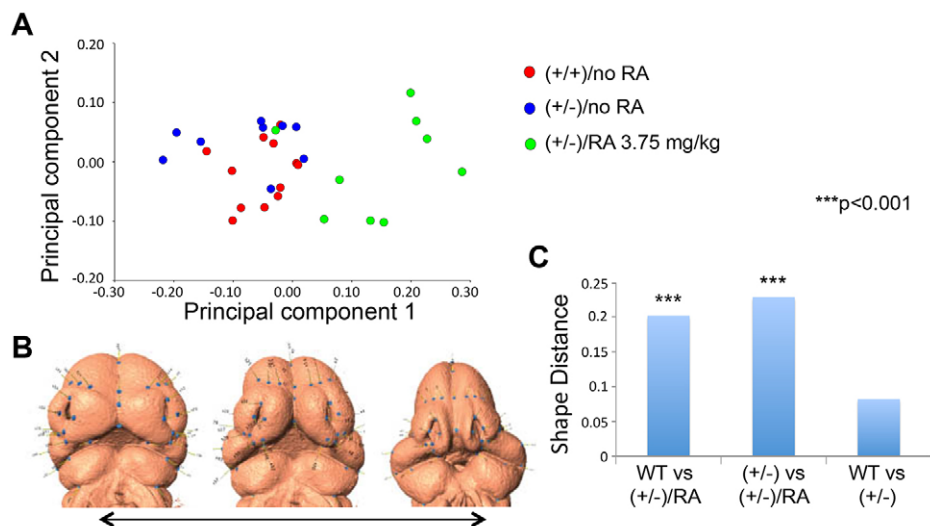 A
Principal component 2
0.20
0.10
0.00
-0.10
-0.20
-0.30
-0.20
-0.10
0.00
0.10
0.20
0.30
Principal component 1
(+/+)/no RA
(+/-)/no RA
(+/-)/RA 3.75 mg/kg
***p<0.001
B
C
Shape Distance
0.25
0.2
0.15
0.1
0.05
0
***
***
WT vs
(+/-)/RA
(+/-) vs
(+/-)/RA
WT vs
(+/-)